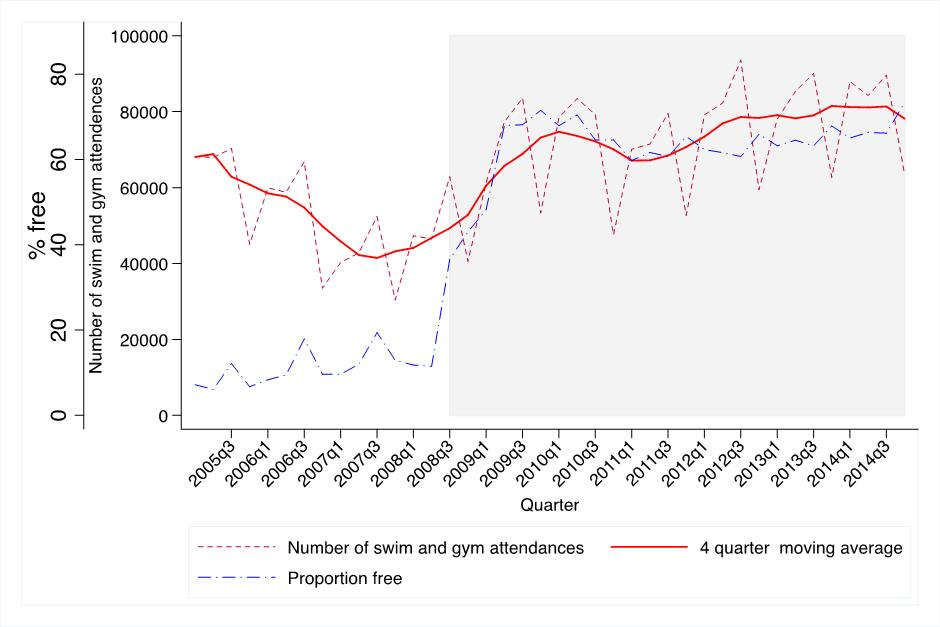 % free
0
20
40
60
80
Number of swim and gym attendences
0
20000
40000
60000
80000
100000
2005q3
2006q1
2006q3
2007q1
2007q3
2008q1
2008q3
2009q1
2009q3
2010q1
2010q3
2011q1
2011q3
2012q1
2012q3
2013q1
2013q3
2014q1
2014q3
Quarter
Number of swim and gym attendances
4 quarter moving average
Proportion free